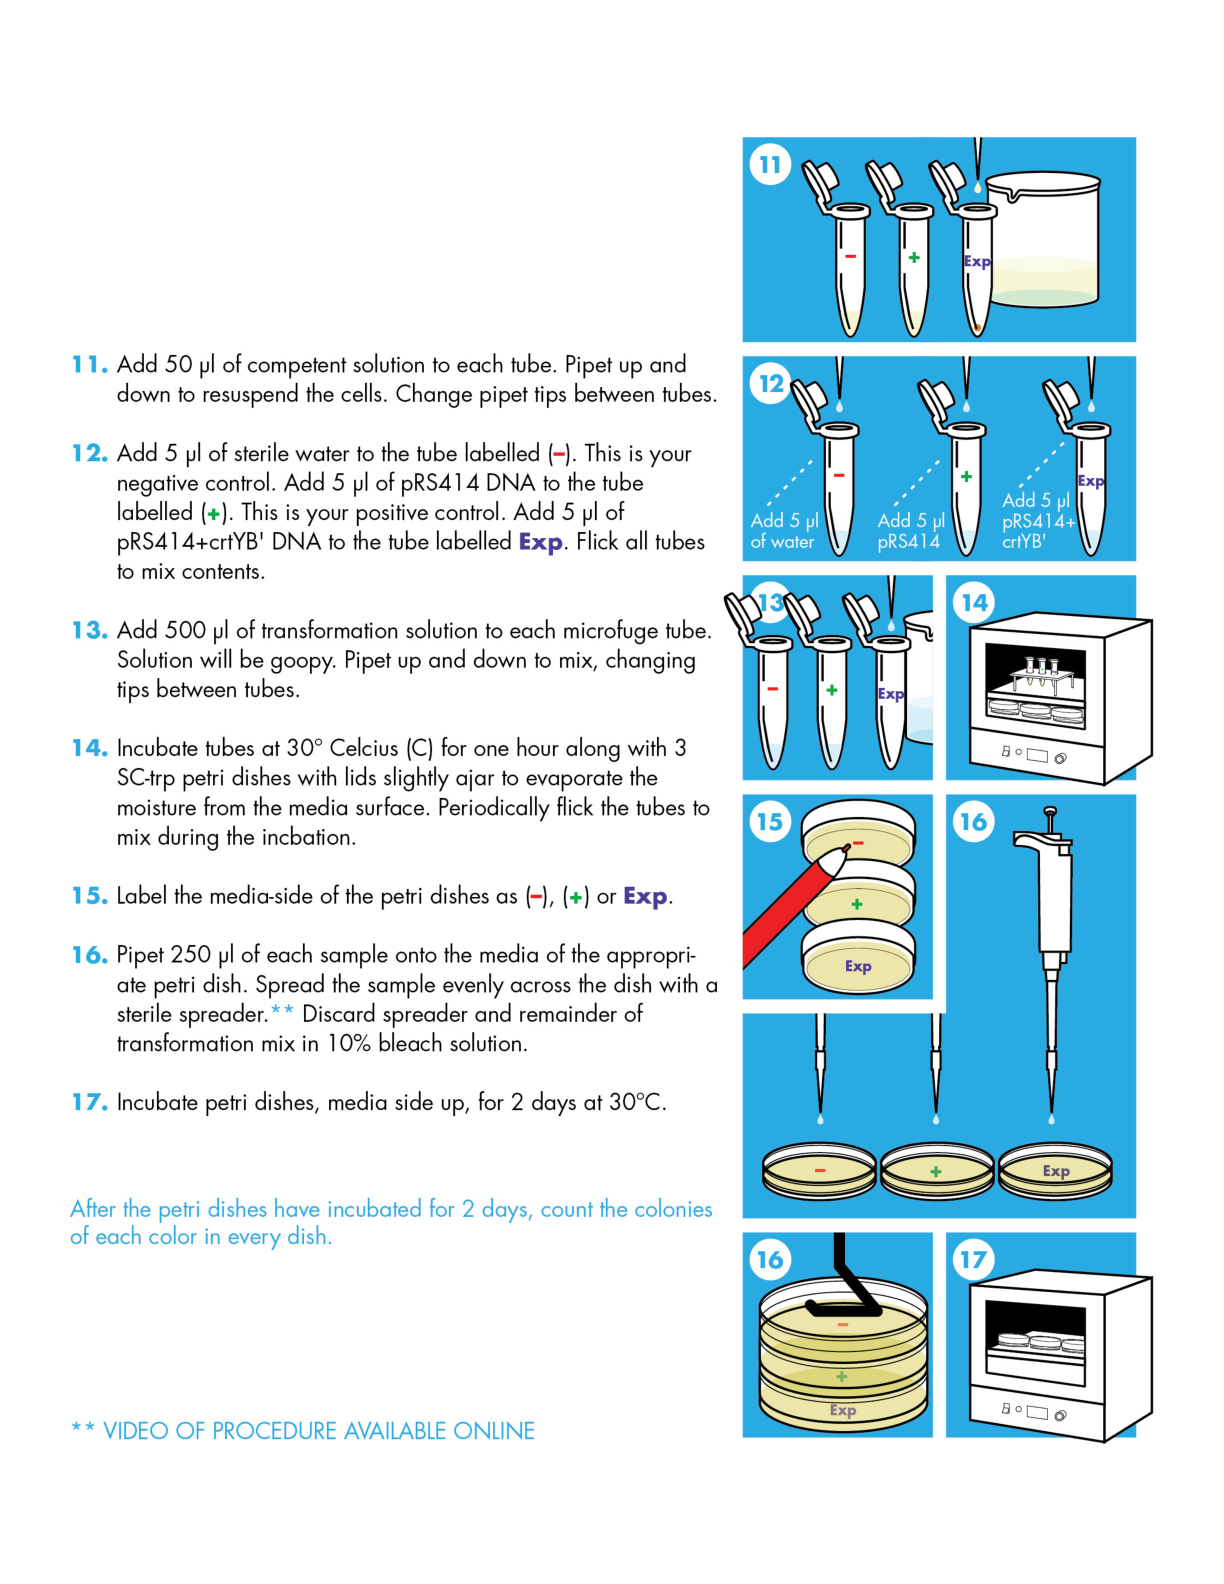 11. Add 50 µl of competent solution to each tube. Pipet up and
down to resuspend the cells. Change pipet tips between tubes.
12. Add 5 µl of sterile water to the tube labelled (–). This is your
negative control. Add 5 µl of pRS414 DNA to the tube
labelled (+). This is your positive control. Add 5 µl of
pRS414+crtYB' DNA to the tube labelled Exp. Flick all tubes
to mix contents.
13. Add 500 µl of transformation solution to each microfuge tube.
Solution will be goopy. Pipet up and down to mix, changing
tips between tubes.
14. Incubate tubes at 30° Celcius (C) for one hour along with 3
SC-trp petri dishes with lids slightly ajar to evaporate the
moisture from the media surface. Periodically flick the tubes to
mix during the incbation.
15. Label the media-side of the petri dishes as (–), (+) or Exp.
16. Pipet 250 µl of each sample onto the media of the appropri-
ate petri dish. Spread the sample evenly across the dish with a
sterile spreader.** Discard spreader and remainder of
transformation mix in 10% bleach solution.
17. Incubate petri dishes, media side up, for 2 days at 30°C.
After the petri dishes have incubated for 2 days, count the colonies
of each color in every dish.
** VIDEO OF PROCEDURE AVAILABLE ONLINE
11
– + Exp
12
– + Exp
Add 5 µl
of water
Add 5 µl
pRS414
Add 5 µl
pRS414+
crtYB'
13
– + Exp
14
15
–
+
Exp
16
– + Exp
16
–
+
Exp
17